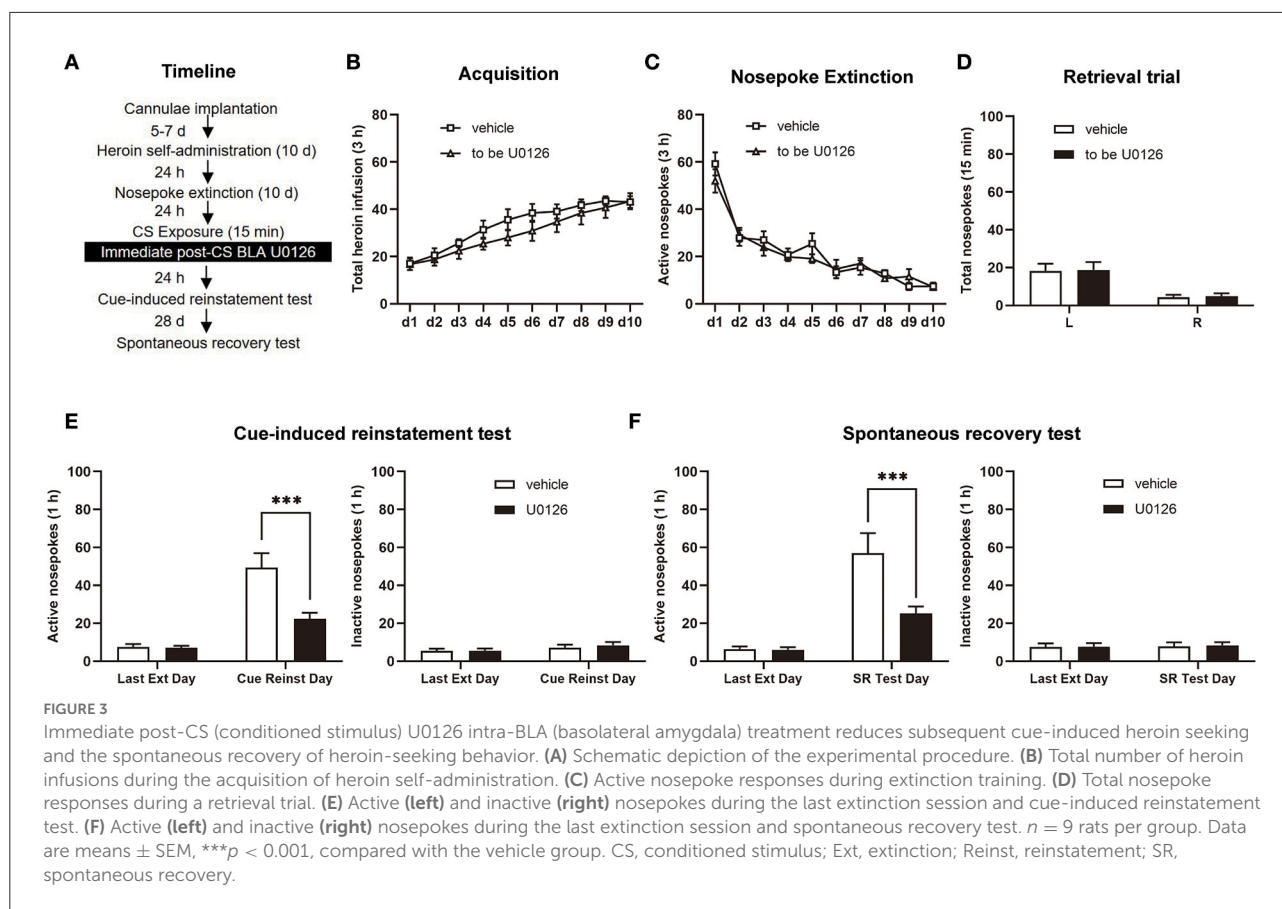 A
Timeline
Cannulae implantation
5-7 d
Heroin self-administration (10 d)
24 h
Nosepoke extinction (10 d)
24 h
CS Exposure (15 min)
Immediate post-CS BLA U0126
24 h
Cue-induced reinstatement test
28 d
Spontaneous recovery test
B
Acquisition
Total heroin infusion (3 h)
80
60
40
20
0
vehicle
to be U0126
d1 d2 d3 d4 d5 d6 d7 d8 d9 d10
C
Nosepoke Extinction
Active nosepokes (3 h)
80
60
40
20
0
vehicle
to be U0126
d1 d2 d3 d4 d5 d6 d7 d8 d9 d10
D
Retrieval trial
Total nosepokes (15 min)
100
80
60
40
20
0
vehicle
to be U0126
L R
E
Cue-induced reinstatement test
Active nosepokes (1 h)
100
80
60
40
20
0
***
Last Ext Day Cue Reinst Day
Inactive nosepokes (1 h)
100
80
60
40
20
0
vehicle
U0126
Last Ext Day Cue Reinst Day
F
Spontaneous recovery test
Active nosepokes (1 h)
100
80
60
40
20
0
***
Last Ext Day SR Test Day
Inactive nosepokes (1 h)
100
80
60
40
20
0
vehicle
U0126
Last Ext Day SR Test Day
FIGURE 3
Immediate post-CS (conditioned stimulus) U0126 intra-BLA (basolateral amygdala) treatment reduces subsequent cue-induced heroin seeking
and the spontaneous recovery of heroin-seeking behavior. (A) Schematic depiction of the experimental procedure. (B) Total number of heroin
infusions during the acquisition of heroin self-administration. (C) Active nosepoke responses during extinction training. (D) Total nosepoke
responses during a retrieval trial. (E) Active (left) and inactive (right) nosepokes during the last extinction session and cue-induced reinstatement
test. (F) Active (left) and inactive (right) nosepokes during the last extinction session and spontaneous recovery test. n = 9 rats per group. Data
are means ± SEM, ***p < 0.001, compared with the vehicle group. CS, conditioned stimulus; Ext, extinction; Reinst, reinstatement; SR,
spontaneous recovery.